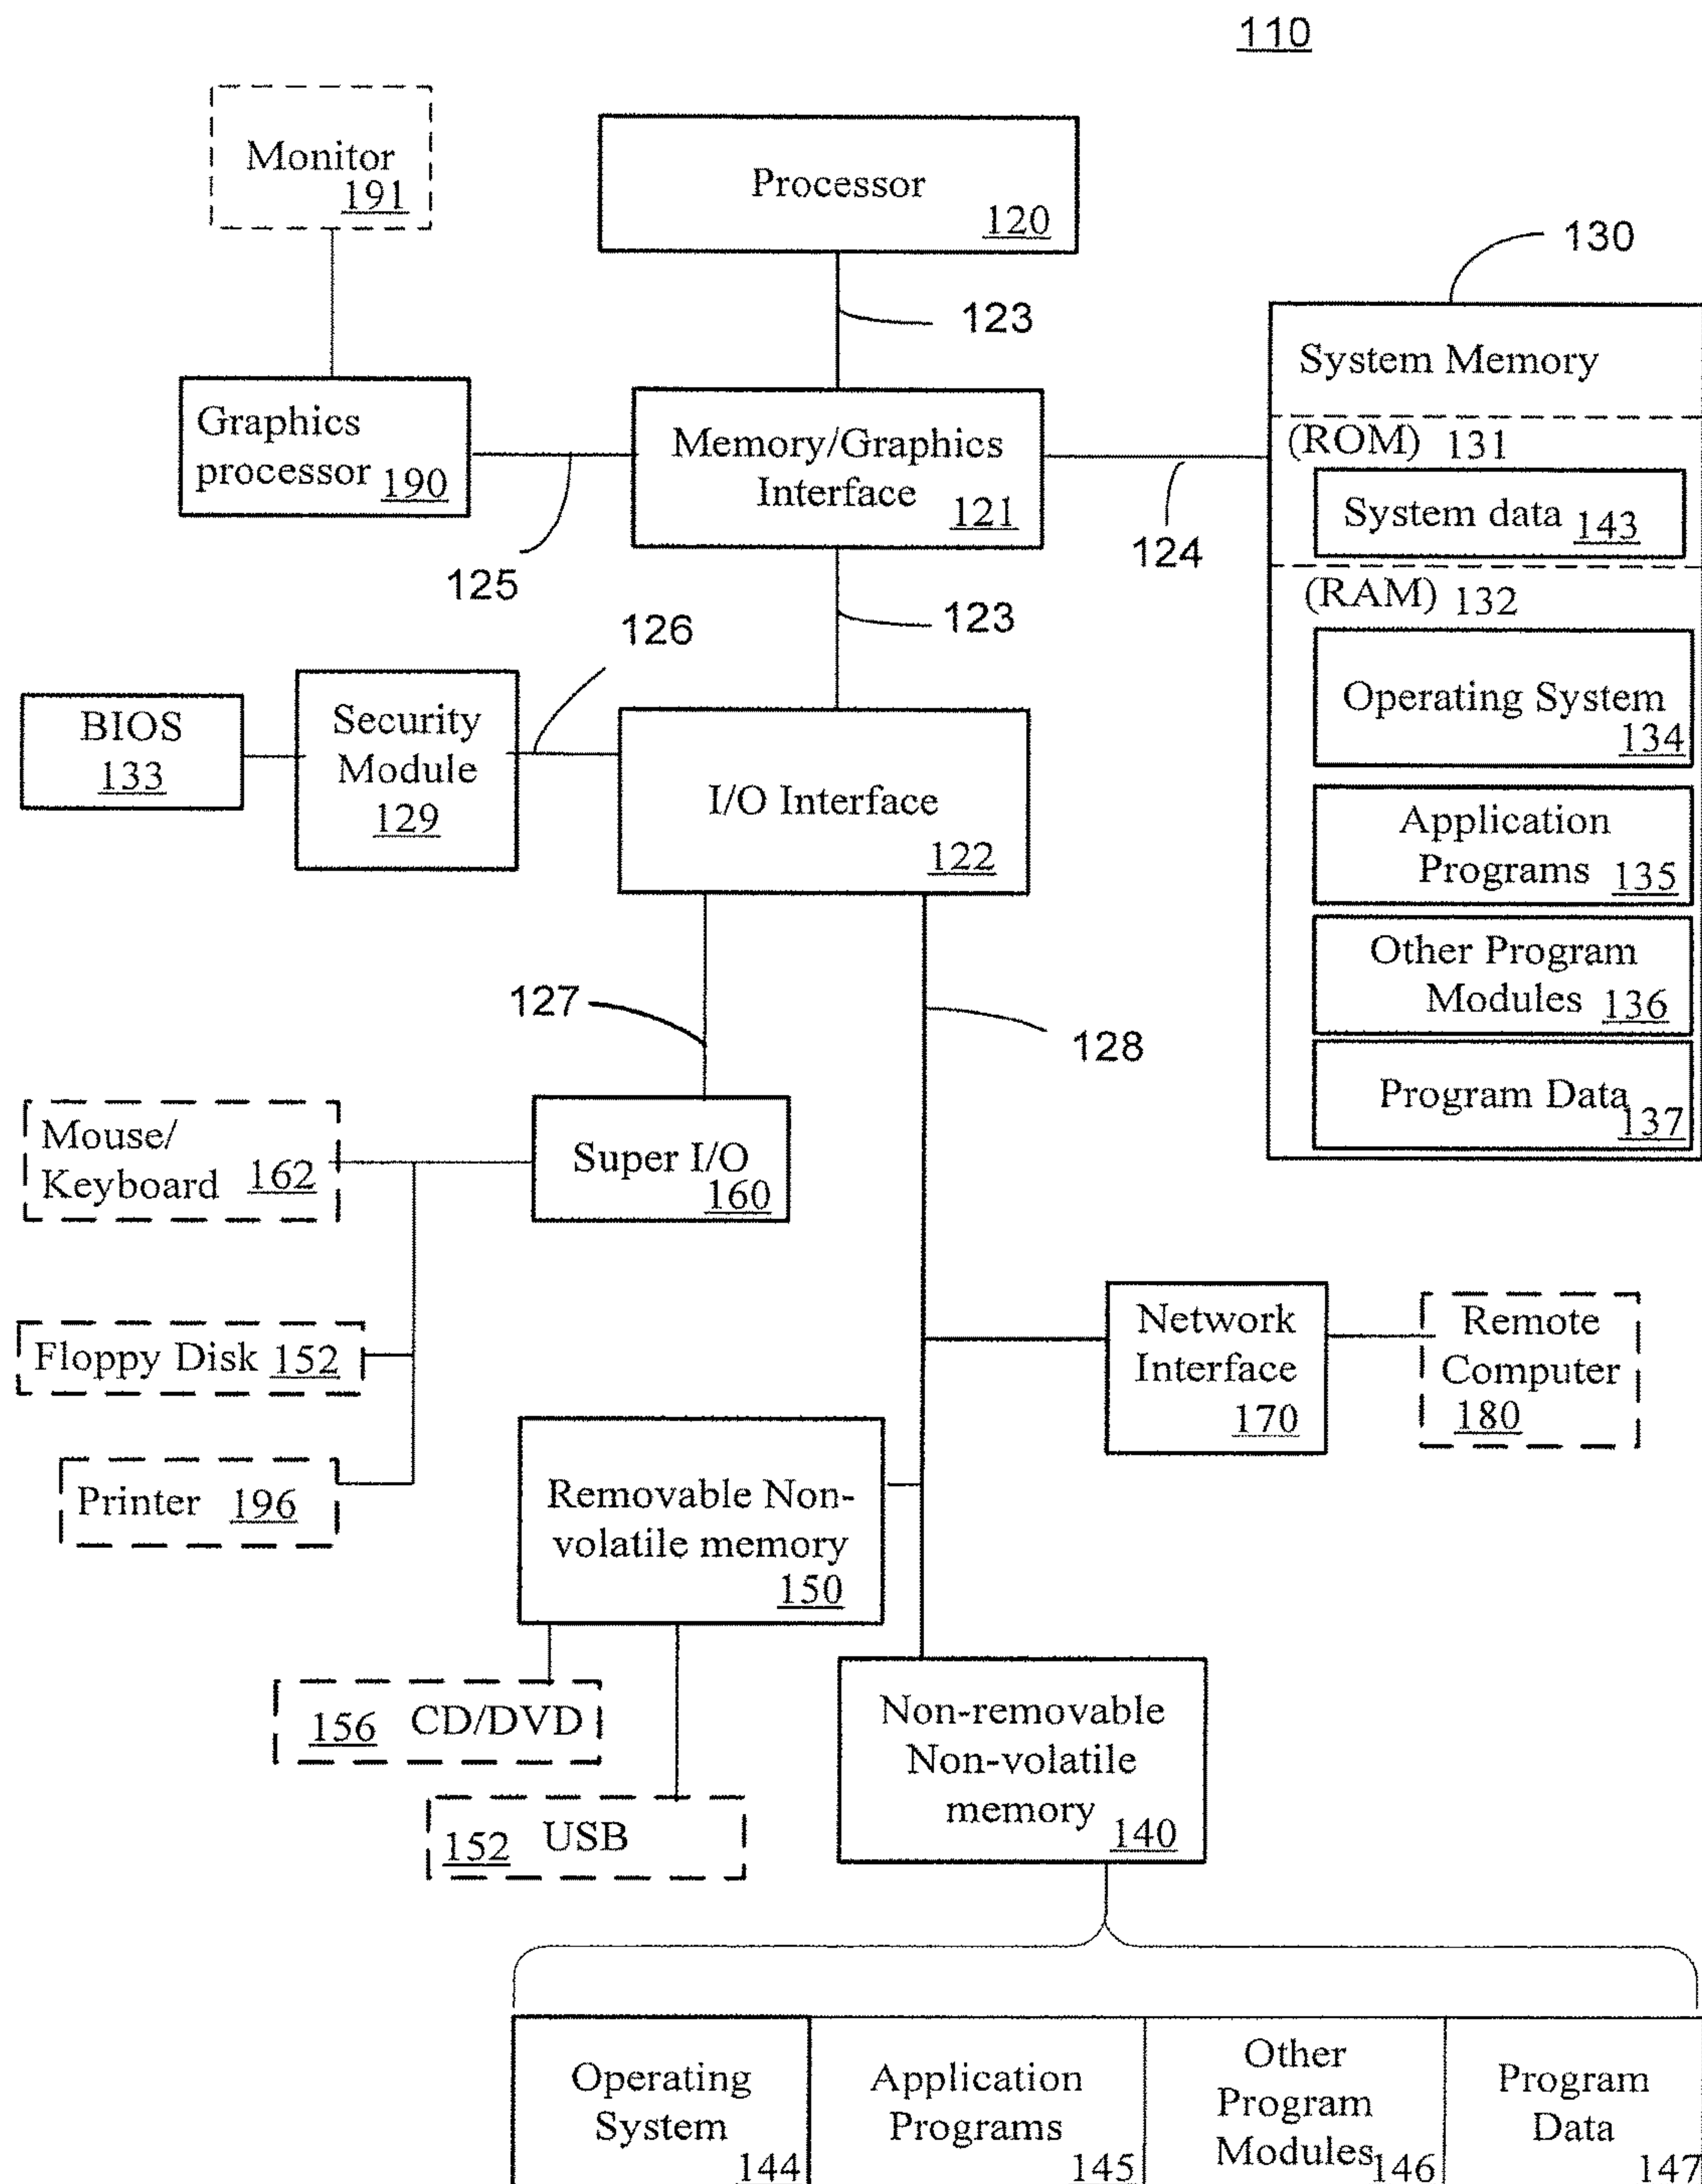 110
Monitor
191
Processor
120
130
123
System Memory
Graphics
processor 190
Memory/Graphics
Interface
121
(ROM) 131
System data 143
124
125
(RAM) 132
123
126
Operating System
134
BIOS
133
Security
Module
129
I/O Interface
122
Application
Programs 135
Other Program
Modules 136
127
128
Program Data
137
Mouse/
Keyboard 162
Super I/O
160
Network
Interface
170
Remote
Computer
180
Floppy Disk 152
Printer 196
Removable Non-
volatile memory
150
156 CD/DVD
152 USB
Non-removable
Non-volatile
memory
140
Operating
System
144
Application
Programs
145
Other
Program
Modules 146
Program
Data
147